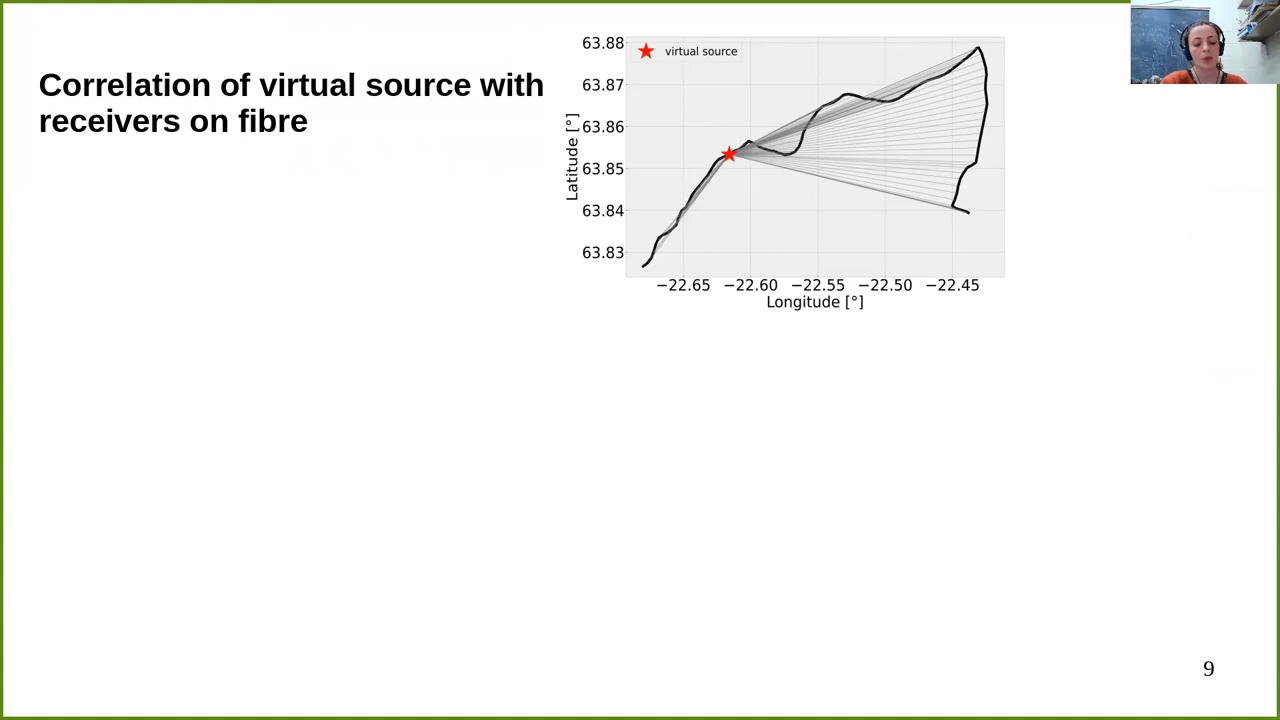 Correlation of virtual source with
receivers on fibre
virtual source
63.88
63.87
63.86
63.85
63.84
63.83
Latitude [°]
−22.65 −22.60 −22.55 −22.50 −22.45
Longitude [°]
9